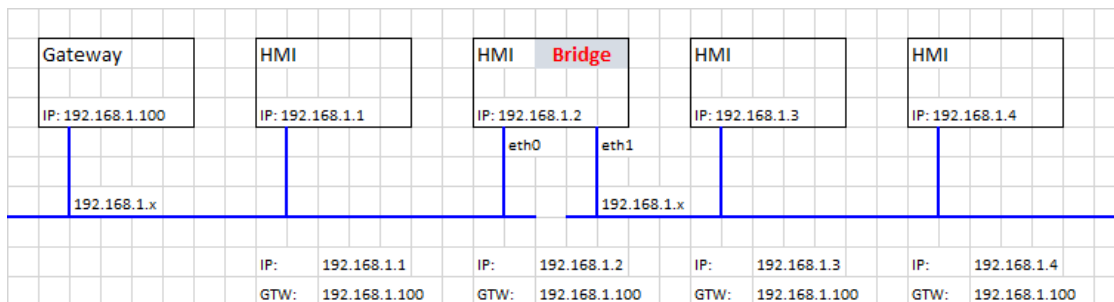 Gateway HMI HMI Bridge HMI HMI
IP: 192.168.1.100 IP: 192.168.1.1 IP: 192.168.1.2 IP: 192.168.1.3 IP: 192.168.1.4
eth0 eth1
192.168.1.x 192.168.1.x
IP: 192.168.1.1 IP: 192.168.1.2 IP: 192.168.1.3 IP: 192.168.1.4
GTW: 192.168.1.100 GTW: 192.168.1.100 GTW: 192.168.1.100 GTW: 192.168.1.100